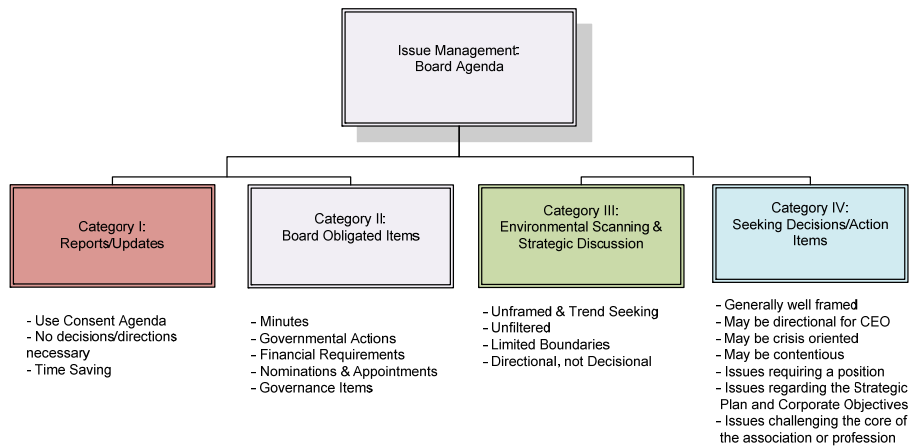 Issue Management:
Board Agenda
Category I:
Reports/Updates
- Use Consent Agenda
- No decisions/directions
necessary
- Time Saving
Category II:
Board Obligated Items
- Minutes
- Governmental Actions
- Financial Requirements
- Nominations & Appointments
- Governance Items
Category III:
Environmental Scanning &
Strategic Discussion
- Unframed & Trend Seeking
- Unfiltered
- Limited Boundaries
- Directional, not Decisional
Category IV:
Seeking Decisions/Action
Items
- Generally well framed
- May be directional for CEO
- May be crisis oriented
- May be contentious
- Issues requiring a position
- Issues regarding the Strategic
Plan and Corporate Objectives
- Issues challenging the core of
the association or profession